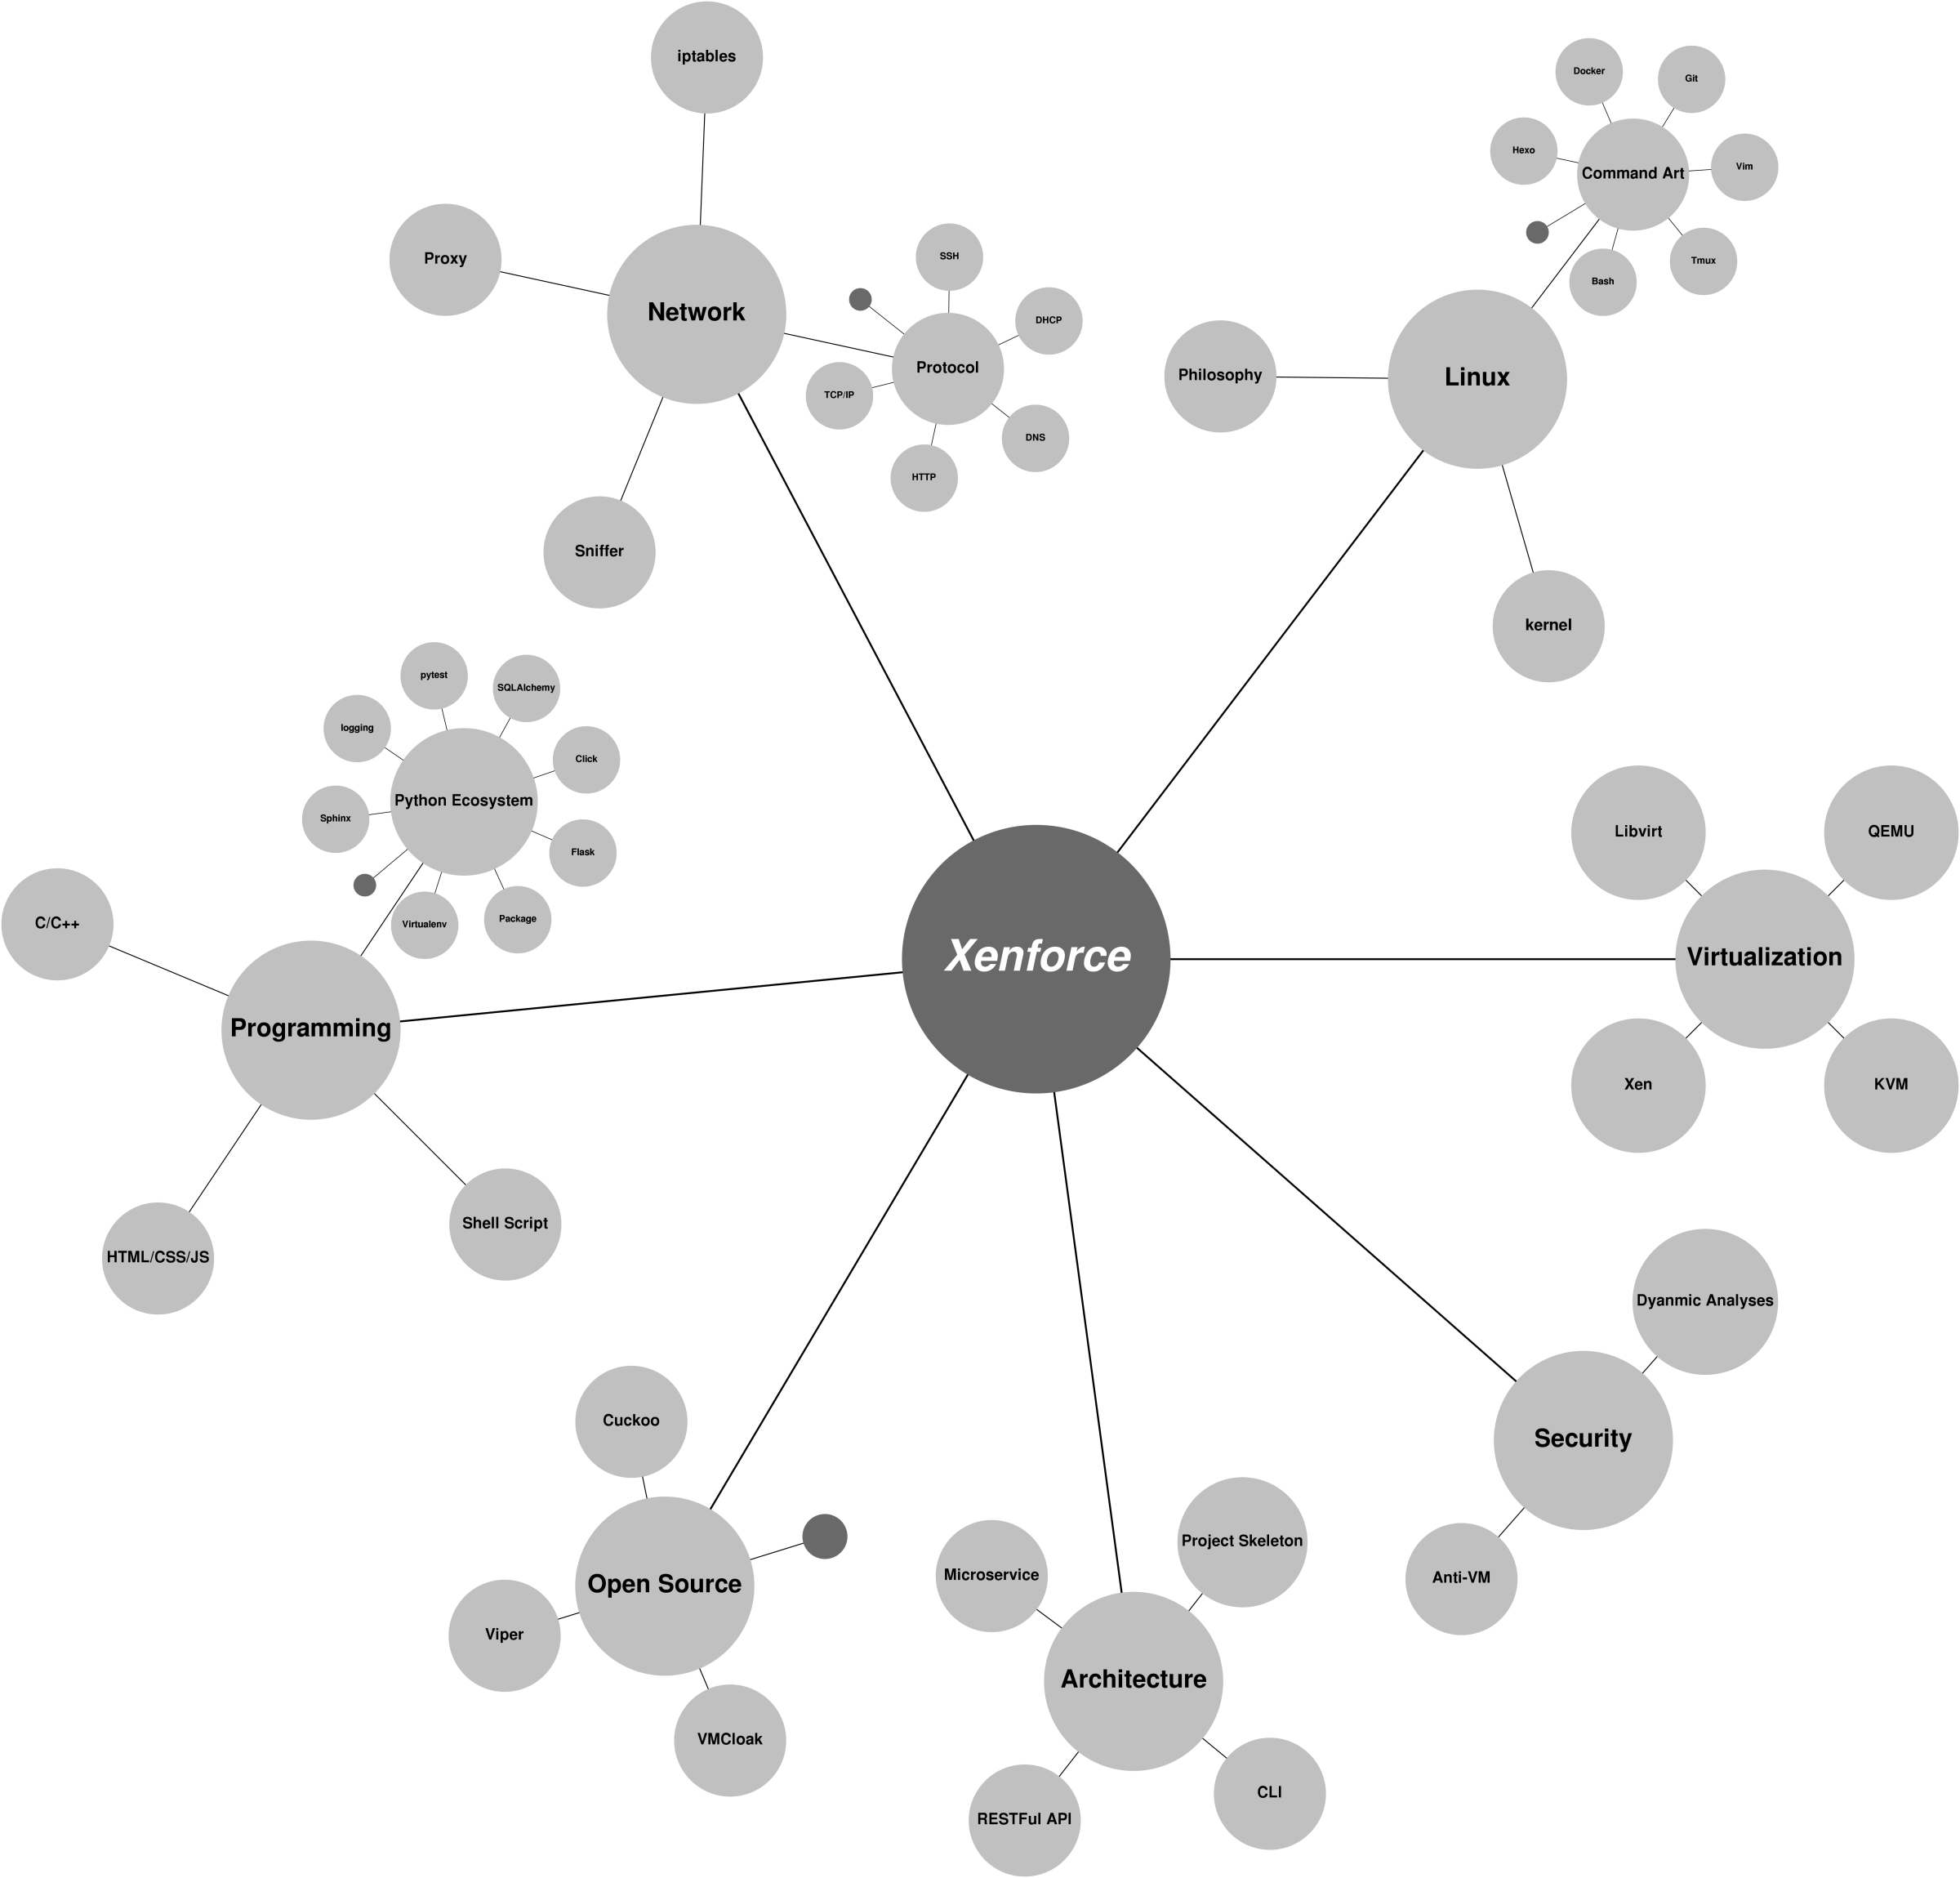 iptables
Proxy
Network
Sniffer
SSH
DHCP
Protocol
TCP/IP
DNS
HTTP
Docker
Git
Hexo
Command Art
Vim
Tmux
Bash
Philosophy
Linux
kernel
pytest
SQLAlchemy
logging
Click
Python Ecosystem
Sphinx
Flask
Virtualenv
Package
C/C++
Programming
HTML/CSS/JS
Shell Script
Xenforce
Libvirt
QEMU
Virtualization
Xen
KVM
Dyanmic Analyses
Security
Anti-VM
Cuckoo
Open Source
Viper
VMCloak
Project Skeleton
Microservice
Architecture
CLI
RESTFul API